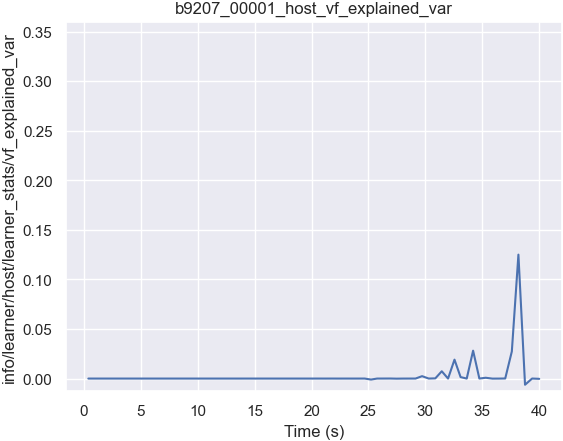 b9207_00001_host_vf_explained_var
info/learner/host/learner_stats/vf_explained_var
0.35
0.30
0.25
0.20
0.15
0.10
0.05
0.00
0 5 10 15 20 25 30 35 40
Time (s)